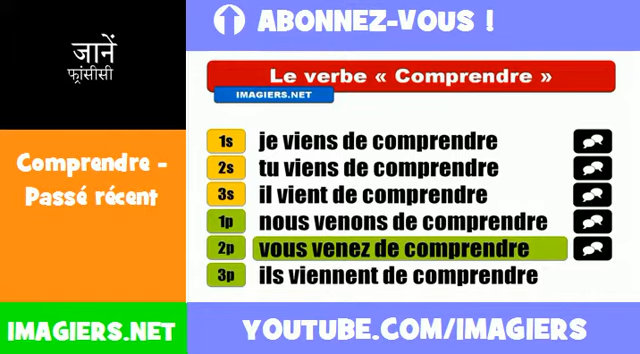 जानें
फ्रांसीसी
ABONNEZ-VOUS !
Le verbe « Comprendre »
IMAGIERS.NET
Comprendre -
Passé récent
1s je viens de comprendre
2s tu viens de comprendre
3s il vient de comprendre
1p nous venons de comprendre
2p vous venez de comprendre
3p ils viennent de comprendre
IMAGIERS.NET
YOUTUBE.COM/IMAGIERS